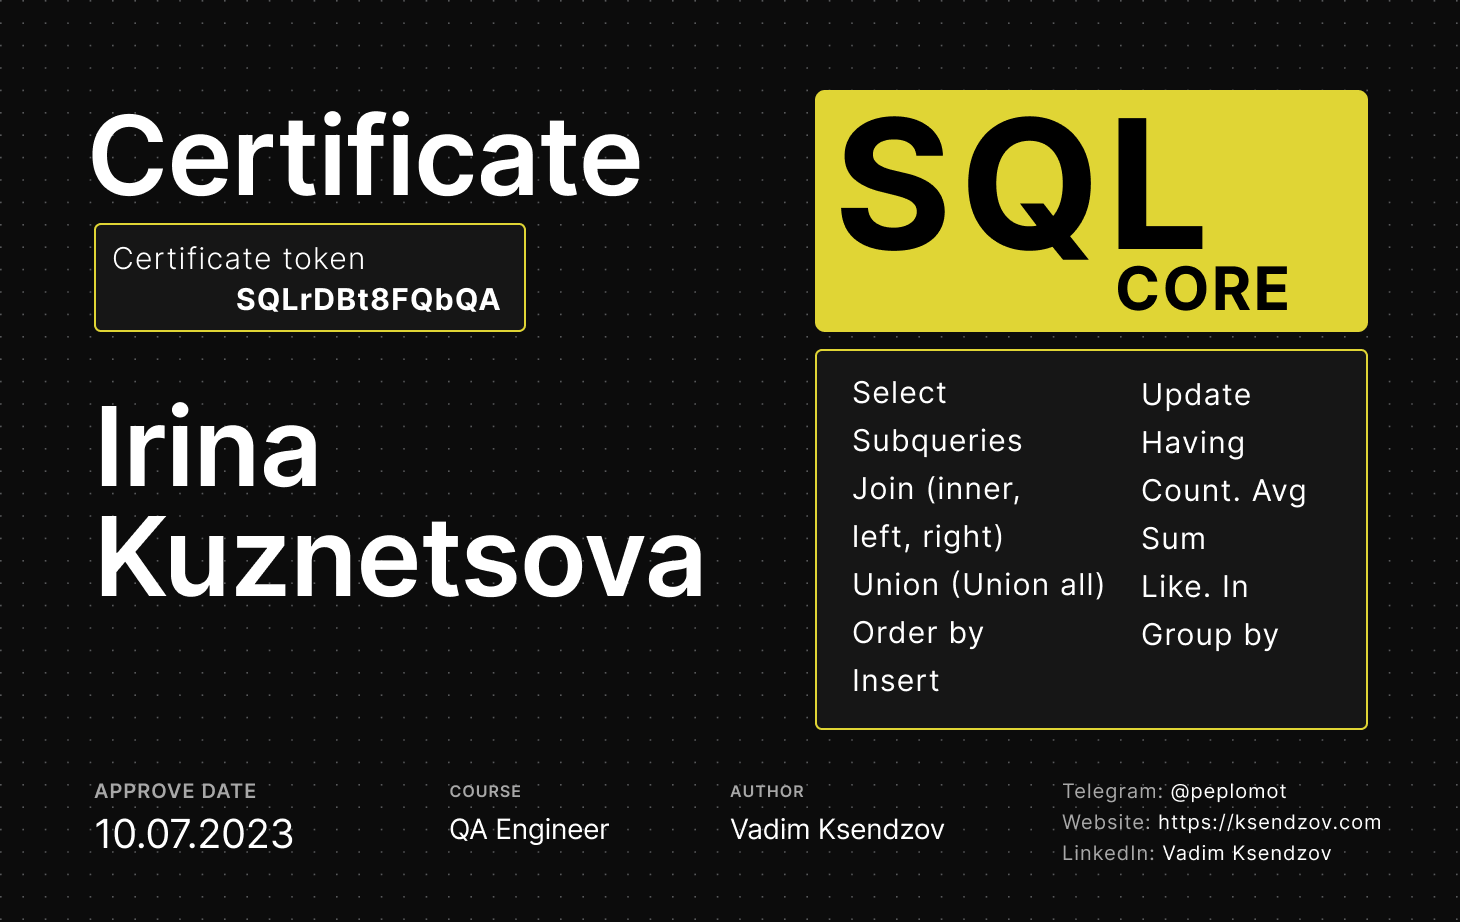 Certificate
Certificate token
SQLrDBt8FQbQA
Irina
Kuznetsova
SQL
CORE
Select
Subqueries
Join (inner,
left, right)
Union (Union all)
Order by
Insert
Update
Having
Count. Avg
Sum
Like. In
Group by
APPROVE DATE
10.07.2023
COURSE
QA Engineer
AUTHOR
Vadim Ksendzov
Telegram: @peplomot
Website: https://ksendzov.com
LinkedIn: Vadim Ksendzov